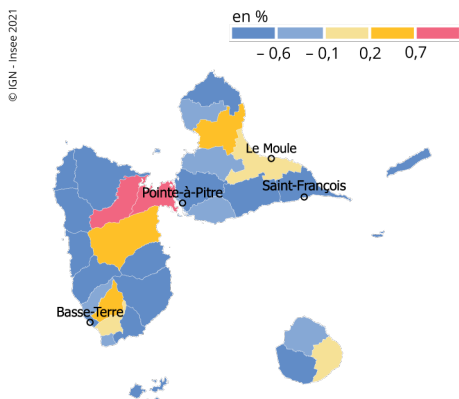 en %
– 0,6 – 0,1 0,2 0,7
© IGN - Insee 2021
Le Moule
Pointe-à-Pitre
Saint-François
Basse-Terre